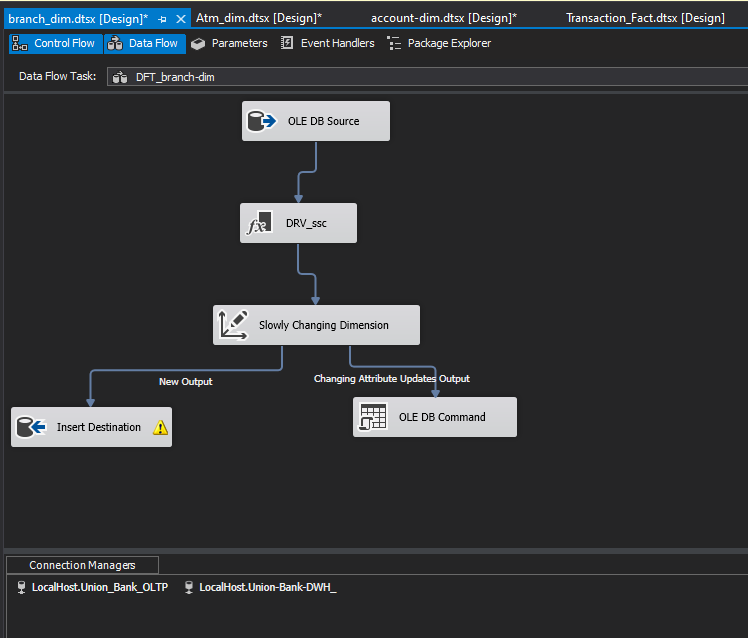 branch_dim.dtsx [Design]* Atm_dim.dtsx [Design]* account-dim.dtsx [Design]* Transaction_Fact.dtsx [Design]
Control Flow Data Flow Parameters Event Handlers Package Explorer
Data Flow Task: DFT_branch-dim
OLE DB Source
DRV_ssc
Slowly Changing Dimension
New Output Changing Attribute Updates Output
Insert Destination OLE DB Command
Connection Managers
LocalHost.Union_Bank_OLTP LocalHost.Union-Bank-DWH_